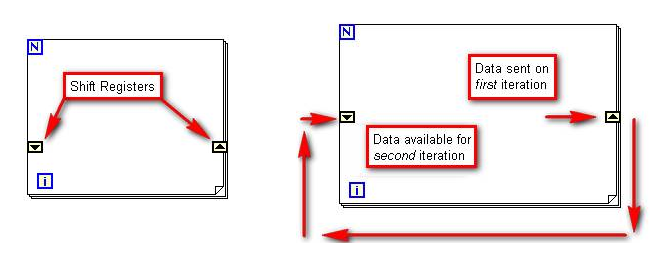 N
Shift Registers
i
N
Data sent on
first iteration
Data available for
second iteration
i